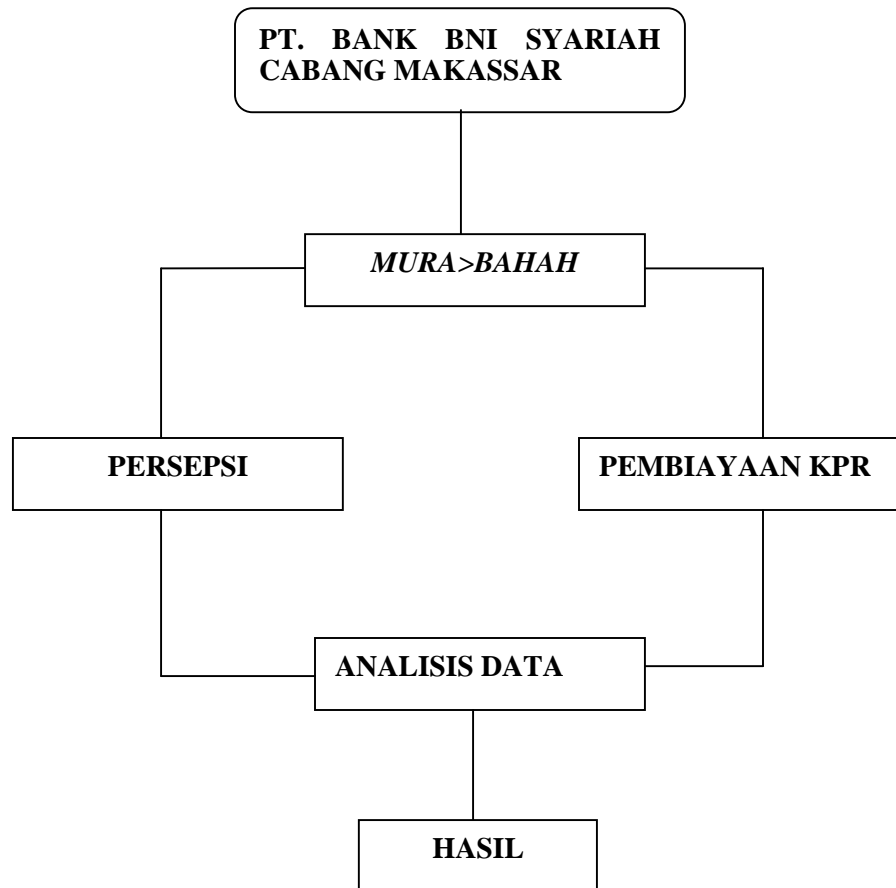 PT. BANK BNI SYARIAH
CABANG MAKASSAR
MURA>BAHAH
PERSEPSI
PEMBIAYAAN KPR
ANALISIS DATA
HASIL